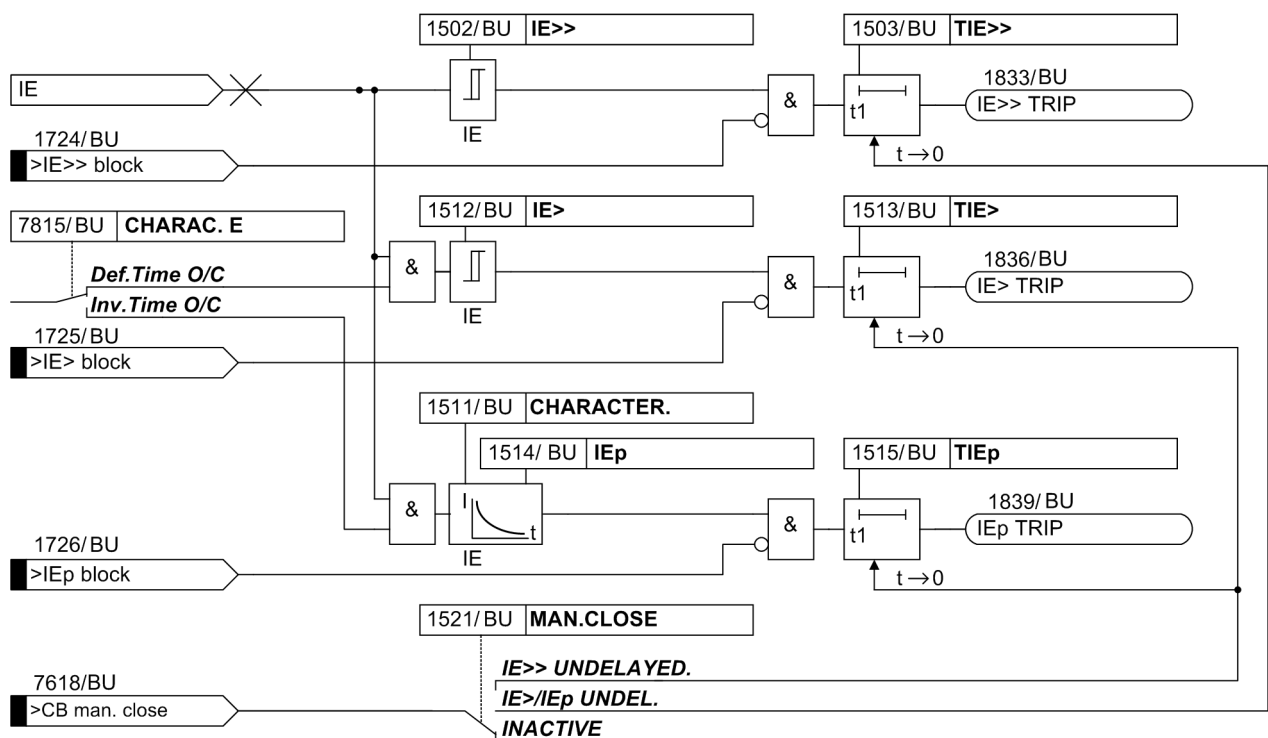 1502/BU IE>> 1503/BU TIE>>
IE
1833/BU
IE>> TRIP
&
t1
IE
1724/BU
>IE>> block
t→0
7815/BU CHARAC. E
1512/BU IE> 1513/BU TIE>
Def.Time O/C
&
&
1836/BU
IE> TRIP
t1
Inv.Time O/C
IE
1725/BU
>IE> block
t→0
1511/BU CHARACTER.
1514/ BU IEp 1515/BU TIEp
&
I
t
&
t1
1839/BU
IEp TRIP
IE
1726/BU
>IEp block
t→0
1521/BU MAN.CLOSE
IE>> UNDELAYED.
7618/BU
>CB man. close
IE>/IEp UNDEL.
INACTIVE